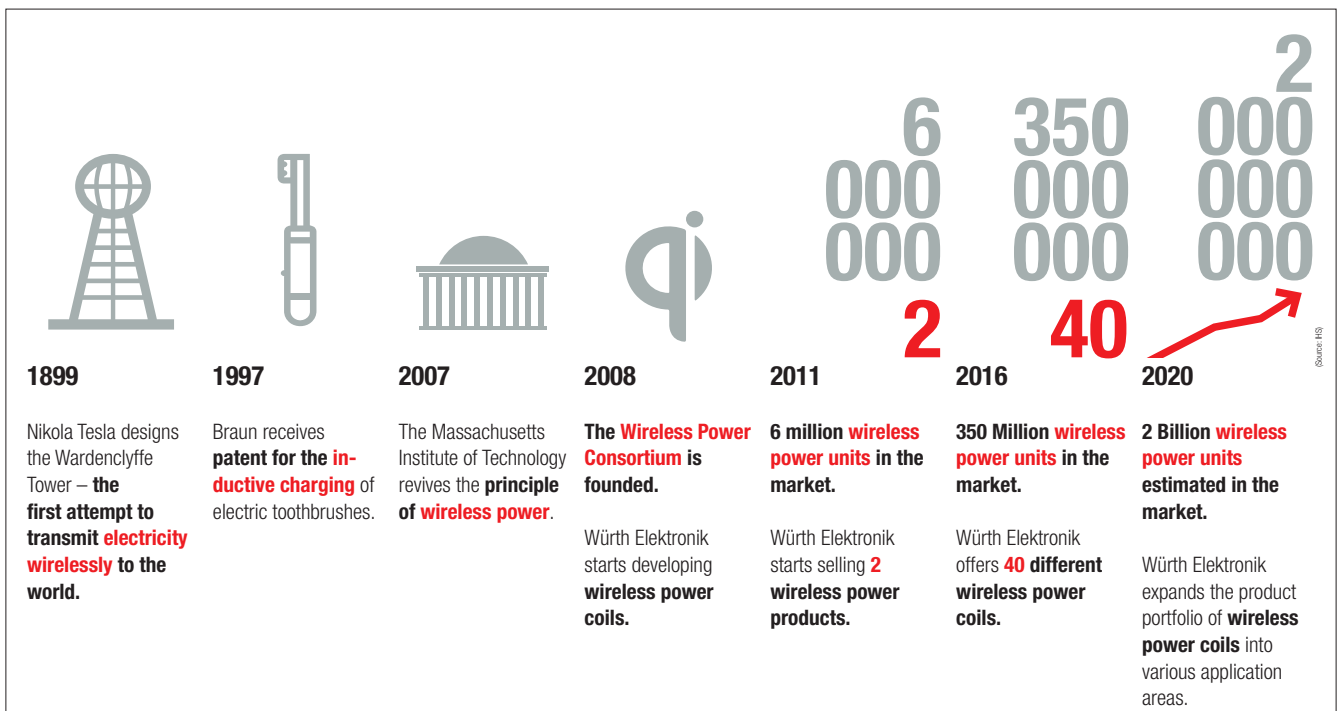 2
6
350
000
000
000
000
000
000
000
qi
000
2
40
(Source: IHS)
1899
Nikola Tesla designs
the Wardenclyffe
Tower – the
first attempt to
transmit electricity
wirelessly to the
world.
1997
Braun receives
patent for the in-
ductive charging of
electric toothbrushes.
2007
The Massachusetts
Institute of Technology
revives the principle
of wireless power.
2008
The Wireless Power
Consortium is
founded.
Würth Elektronik
starts developing
wireless power
coils.
2011
6 million wireless
power units in the
market.
Würth Elektronik
starts selling 2
wireless power
products.
2016
350 Million wireless
power units in the
market.
Würth Elektronik
offers 40 different
wireless power
coils.
2020
2 Billion wireless
power units
estimated in the
market.
Würth Elektronik
expands the product
portfolio of wireless
power coils into
various application
areas.